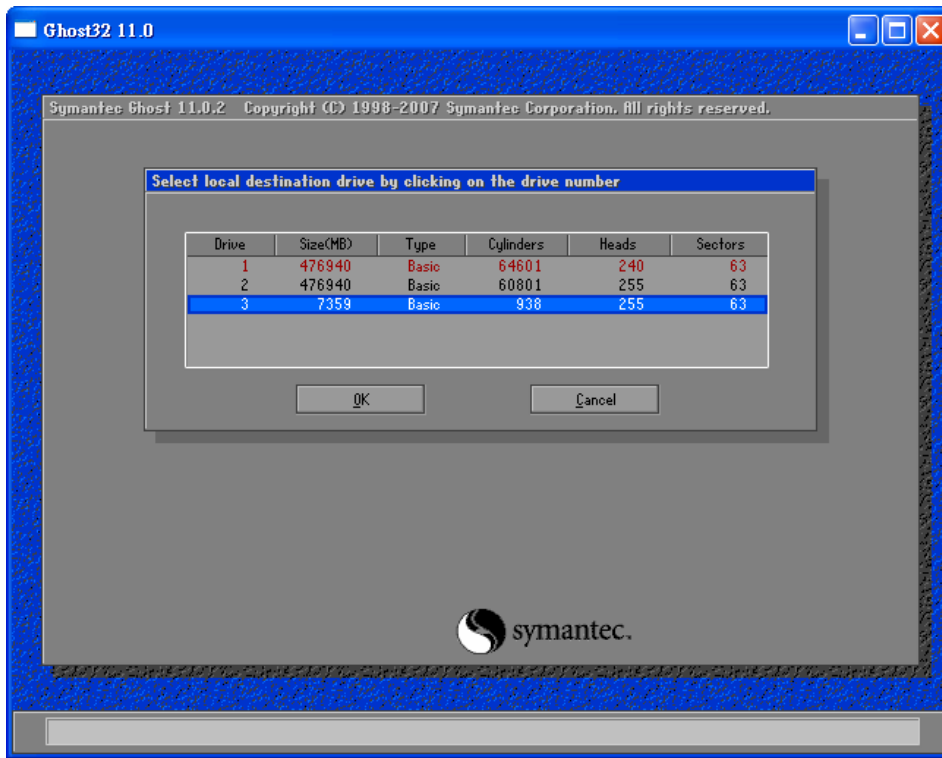 Ghost32 11.0
Symantec Ghost 11.0.2 Copyright (C) 1998-2007 Symantec Corporation. All rights reserved.
Select local destination drive by clicking on the drive number
Drive Size(MB) Type Cylinders Heads Sectors
1 476940 Basic 64601 240 63
2 476940 Basic 60801 255 63
3 7359 Basic 938 255 63
OK Cancel
symantec.